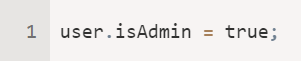 1 user.isAdmin = true;